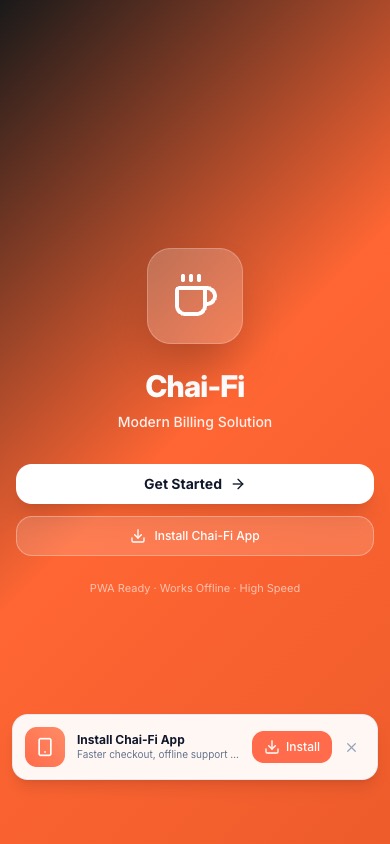 Chai-Fi
Modern Billing Solution
Get Started
Install Chai-Fi App
PWA Ready · Works Offline · High Speed
Install Chai-Fi App
Faster checkout, offline support ...
Install